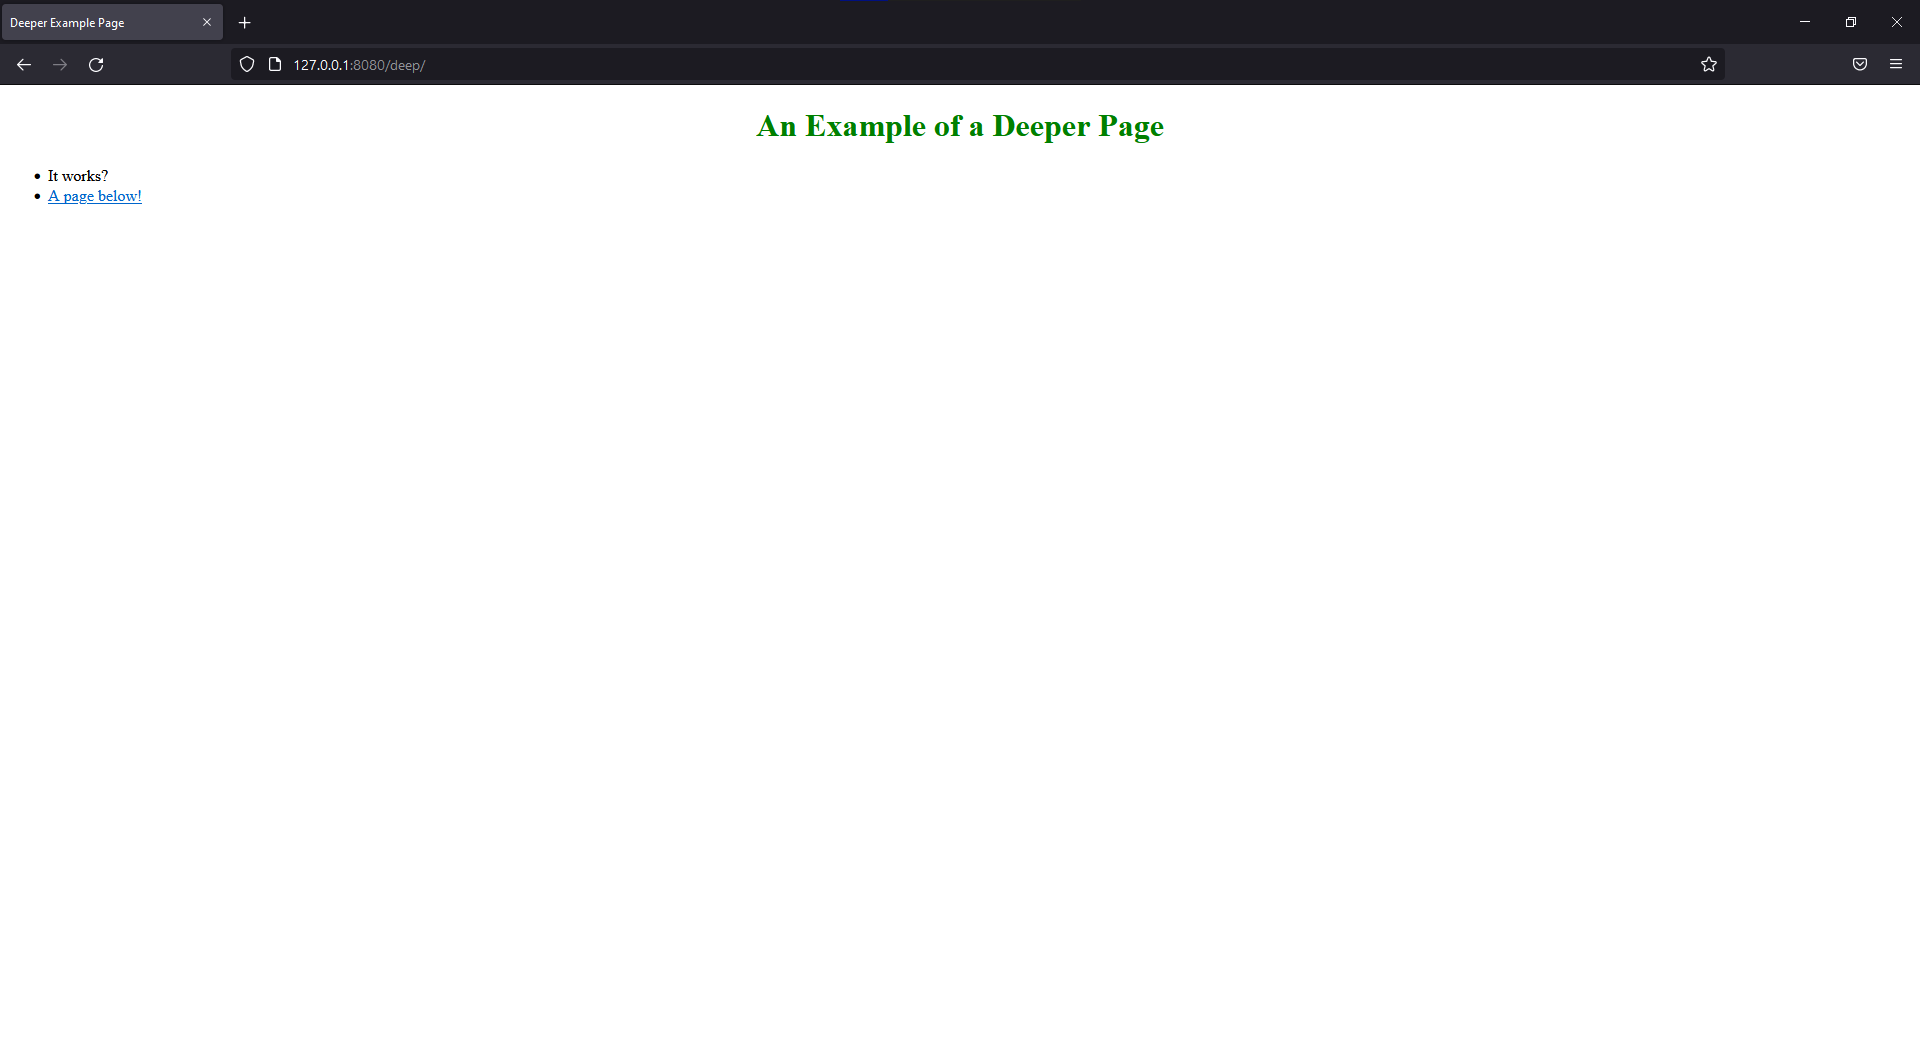 Deeper Example Page
127.0.0.1:8080/deep/
An Example of a Deeper Page
It works?
A page below!